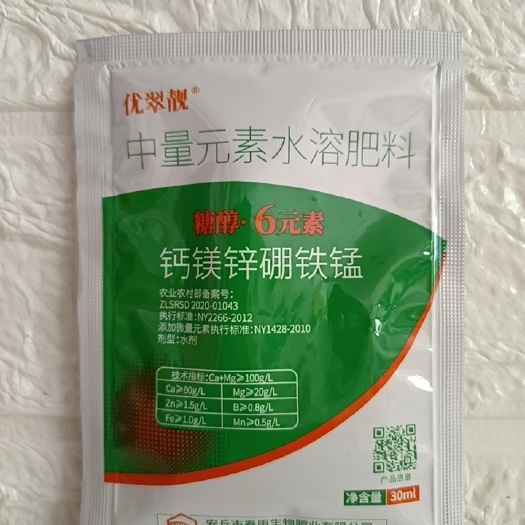 优翠靓®
中量元素水溶肥料
糖醇·6元素
钙镁锌硼铁锰
农业农村部备案号：
ZLSRSD 2020-01043
执行标准：NY2266-2012
添加微量元素执行标准：NY1428-2010
剂型：水剂
技术指标：Ca+Mg≥100g/L
Ca≥80g/L Mg≥20g/L
Zn≥1.5g/L B≥0.8g/L
Fe≥1.0g/L Mn≥0.5g/L
产品信息
净含量 30ml